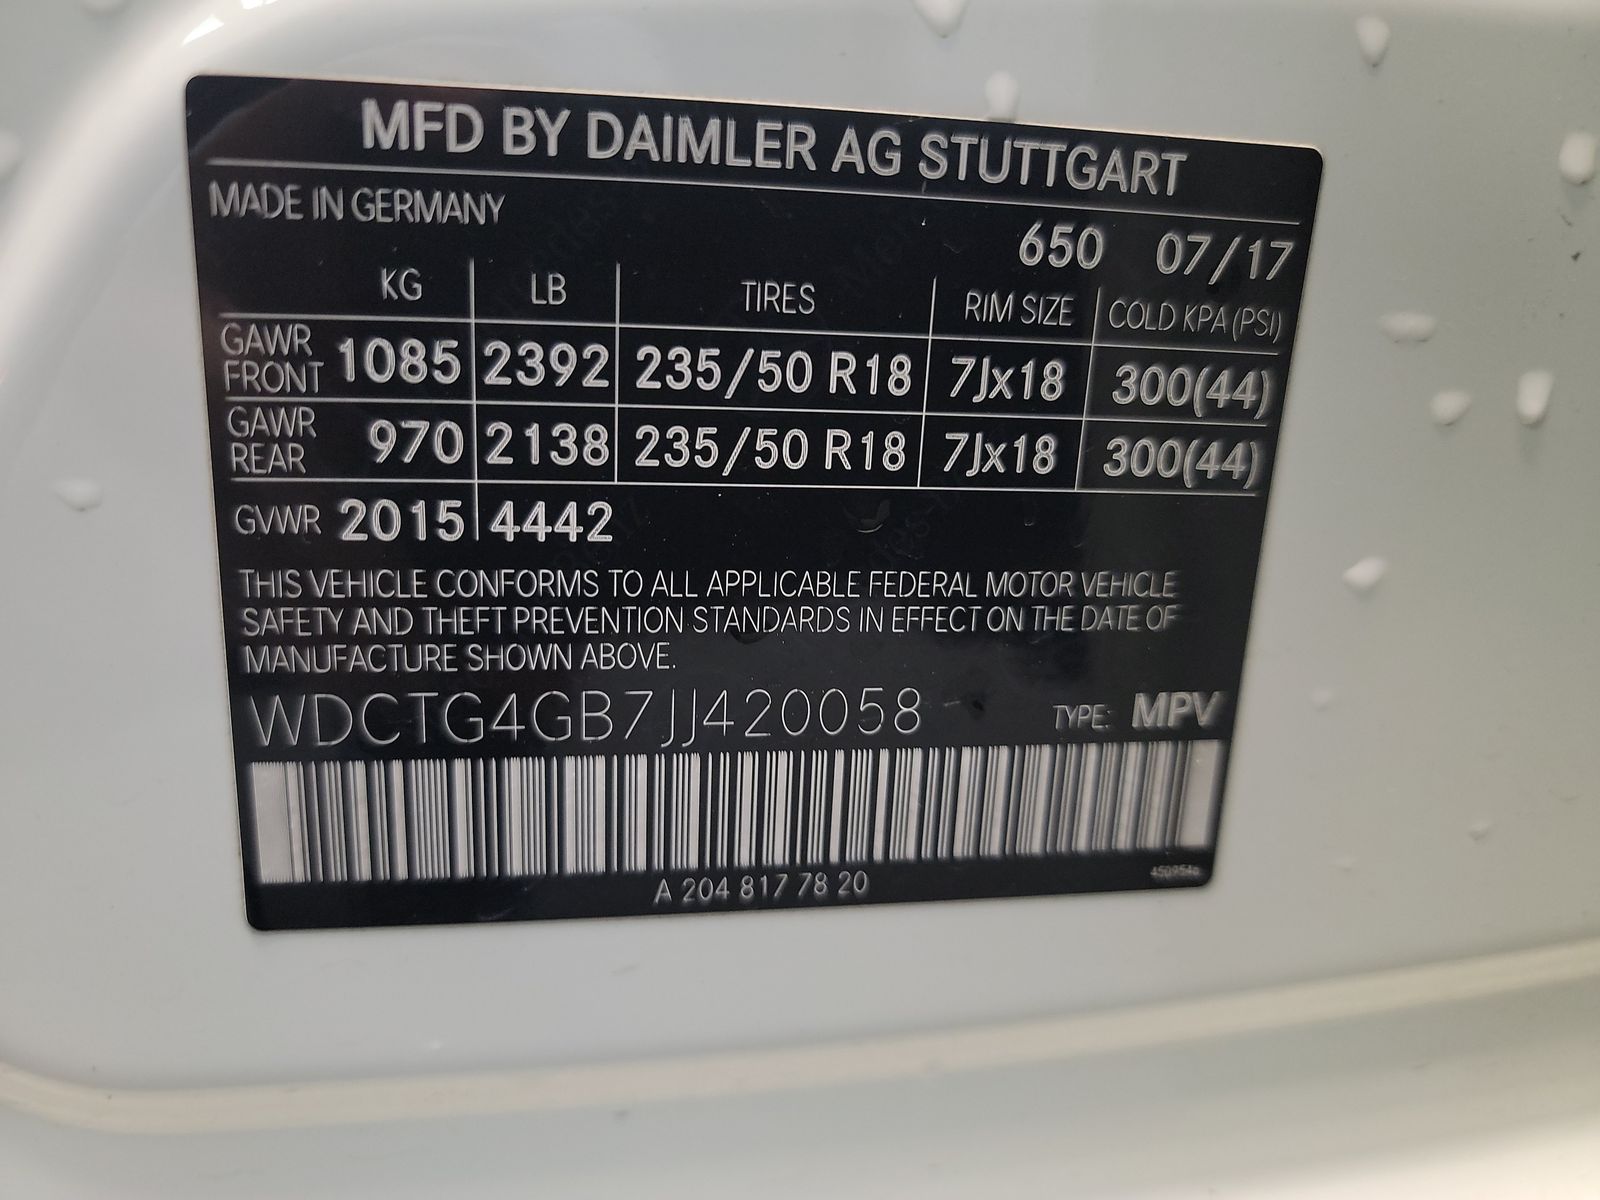 MFD BY DAIMLER AG STUTTGART
MADE IN GERMANY
650 07/17
KG LB TIRES RIM SIZE COLD KPA (PSI)
GAWR FRONT 1085 2392 235/50 R18 7Jx18 300(44)
GAWR REAR 970 2138 235/50 R18 7Jx18 300(44)
GVWR 2015 4442
THIS VEHICLE CONFORMS TO ALL APPLICABLE FEDERAL MOTOR VEHICLE
SAFETY AND THEFT PREVENTION STANDARDS IN EFFECT ON THE DATE OF
MANUFACTURE SHOWN ABOVE.
WDCTG4GB7JJ420058 TYPE: MPV
A 204 817 78 20